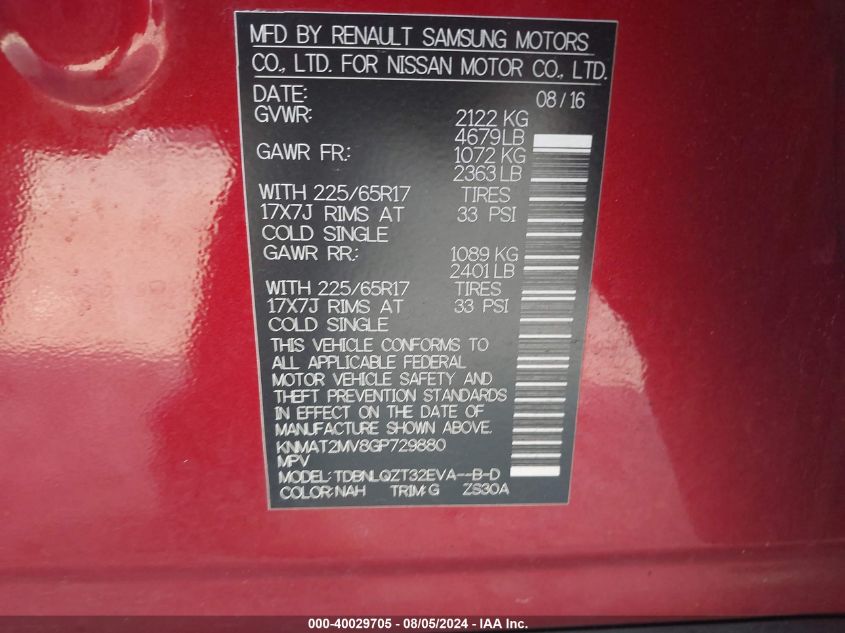 MFD BY RENAULT SAMSUNG MOTORS
CO., LTD. FOR NISSAN MOTOR CO., LTD.
DATE: 08/16
GVWR: 2122 KG
4679LB
GAWR FR: 1072 KG
2363 LB
WITH 225/65R17 TIRES
17X7J RIMS AT 33 PSI
COLD SINGLE
GAWR RR: 1089 KG
2401 LB
WITH 225/65R17 TIRES
17X7J RIMS AT 33 PSI
COLD SINGLE
THIS VEHICLE CONFORMS TO
ALL APPLICABLE FEDERAL
MOTOR VEHICLE SAFETY AND
THEFT PREVENTION STANDARDS
IN EFFECT ON THE DATE OF
MANUFACTURE SHOWN ABOVE.
KNMAT2MV8GP729880
MPV
MODEL: TDBNLQZT32EVA--B-D
COLOR: NAH TRIM: G ZS30A
000-40029705 - 08/05/2024 - IAA Inc.